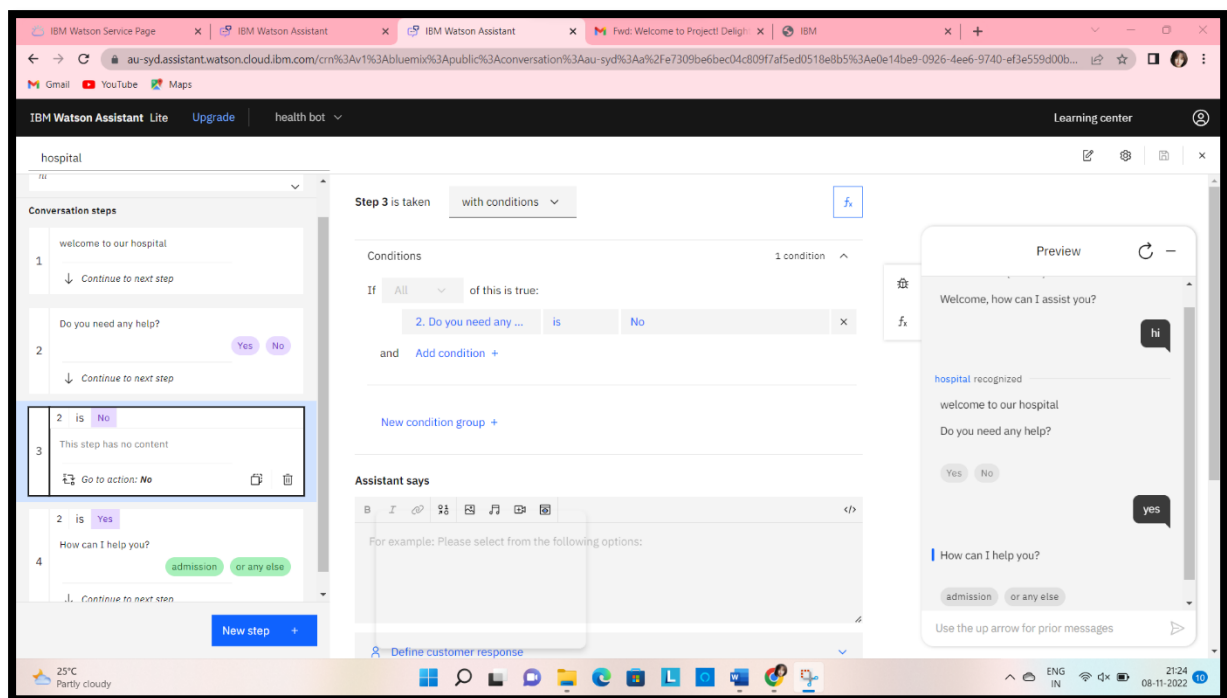 IBM Watson Service Page
IBM Watson Assistant
IBM Watson Assistant
Fwd: Welcome to Project! Deligh
IBM
au-syd.assistant.watson.cloud.ibm.com/crn%3Av1%3Abluemix%3Apublic%3Aconversation%3Aau-syd%3Aa%2Fe7309be6bec04c809f7af5ed0518e8b5%3Ae0e14be9-0926-4ee6-9740-ef3e559d00b...
Gmail YouTube Maps
IBM Watson Assistant Lite Upgrade health bot Learning center
hospital
Conversation steps
1
welcome to our hospital
Continue to next step
2
Do you need any help?
Yes No
Continue to next step
3
2 is No
This step has no content
Go to action: No
4
2 is Yes
How can I help you?
admission or any else
Continue to next step
New step +
Step 3 is taken with conditions
fx
Conditions 1 condition
If All of this is true:
2. Do you need any ... is No
and Add condition +
New condition group +
Assistant says
B I </>
For example: Please select from the following options:
Define customer response
fx
Preview
Welcome, how can I assist you?
hi
hospital recognized
welcome to our hospital
Do you need any help?
Yes No
yes
How can I help you?
admission or any else
Use the up arrow for prior messages
25°C
Partly cloudy
ENG
IN
21:24
08-11-2022
10